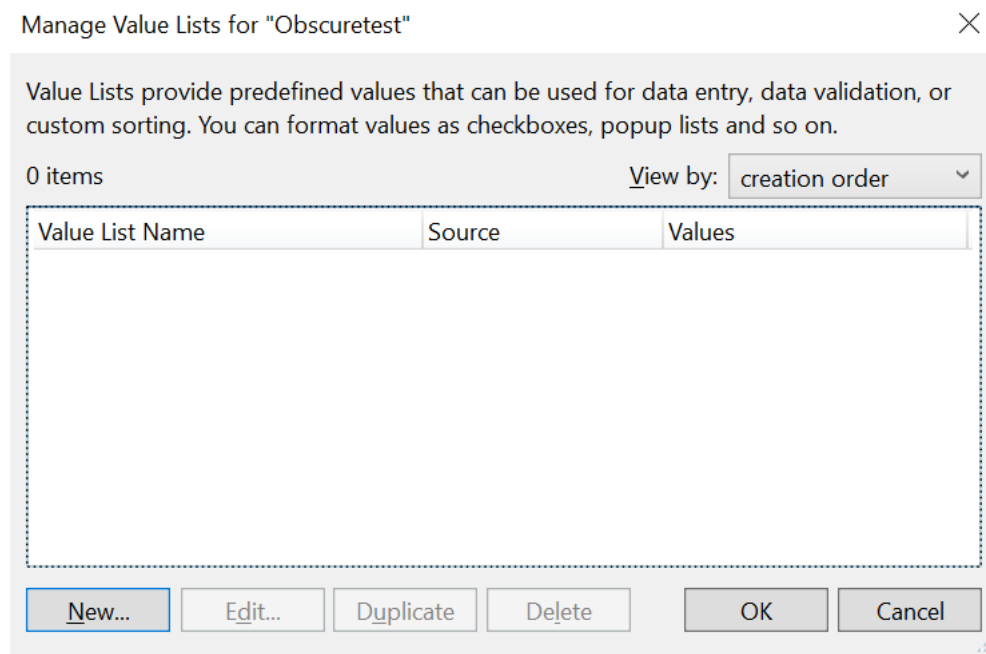 Manage Value Lists for "Obscuretest"
Value Lists provide predefined values that can be used for data entry, data validation, or
custom sorting. You can format values as checkboxes, popup lists and so on.
0 items View by: creation order
Value List Name Source Values
New... Edit... Duplicate Delete OK Cancel